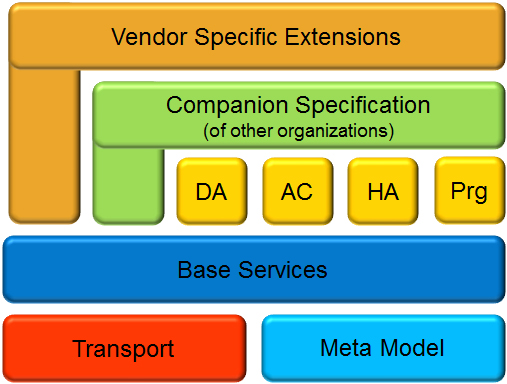 Vendor Specific Extensions
Companion Specification
(of other organizations)
DA AC HA Prg
Base Services
Transport Meta Model